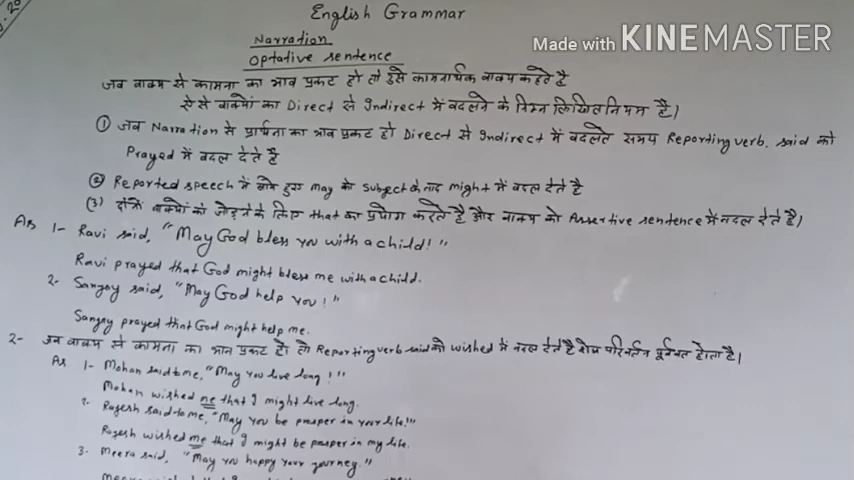 English Grammar
Narration
Optative sentence
Made with KINEMASTER
जब वाक्य से कामना का भाव प्रकट हो तो उसे कामनार्थक वाक्य कहते है
ऐसे वाक्यों का Direct से Indirect में बदलने के निम्न लिखित नियम है।
① जब Narration से प्रार्थना का भाव प्रकट हो Direct से Indirect में बदलते समय Reporting verb. said को
Prayed में बदल देते है
② Reported speech में आये हुए may को subject के बाद might में बदल देते है
(3) दोनों वाक्यों को जोड़ने के लिए that का प्रयोग करते है और वाक्य को Assertive sentence में बदल देते है।
As 1- Ravi said, "May God bless you with a child!"
Ravi prayed that God might bless me with a child.
2- Sanjay said, "May God help you!"
Sanjay prayed that God might help me.
2- जब वाक्य से कामना का भाव प्रकट हो तो Reporting verb said को wished में बदल देते है शेष परिवर्तन पूर्ववत होता है।
As. 1- Mohan said to me, "May you live long!"
Mohan wished me that I might live long.
2. Rajesh said to me, "May you be prosper in your life!"
Rajesh wished me that I might be prosper in my life.
3. Meera said, "May you happy your journey."